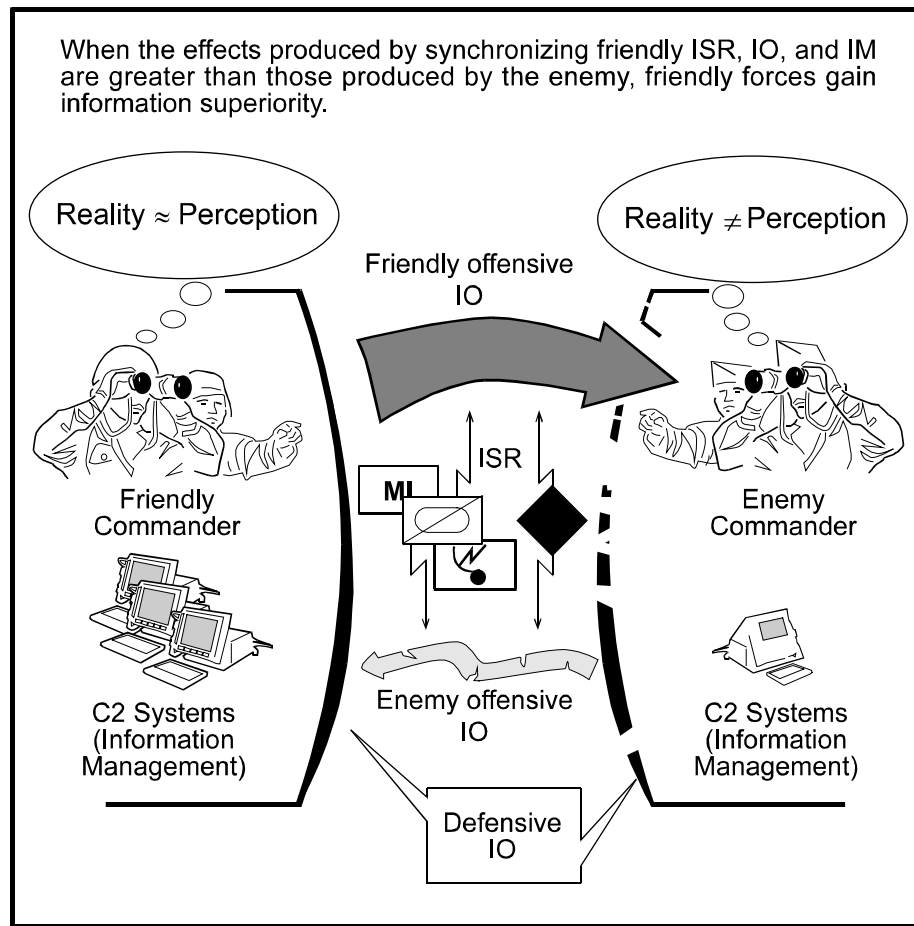 When the effects produced by synchronizing friendly ISR, IO, and IM
are greater than those produced by the enemy, friendly forces gain
information superiority.
Reality ≈ Perception
Reality ≠ Perception
Friendly offensive
IO
ISR
MI
Friendly
Commander
Enemy
Commander
Enemy offensive
IO
C2 Systems
(Information
Management)
C2 Systems
(Information
Management)
Defensive
IO